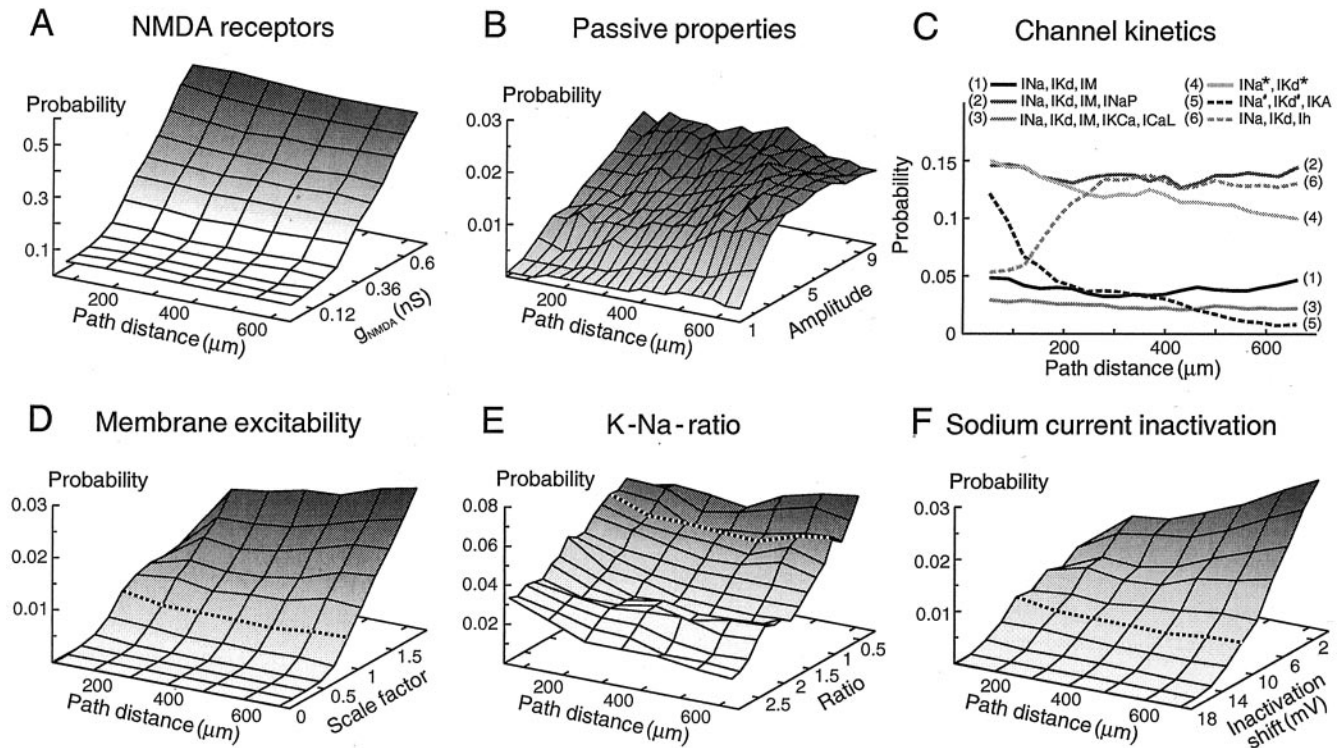 A NMDA receptors
Probability
0.5
0.3
0.1
200
400
600
Path distance (μm)
0.12
0.36
0.6
gNMDA (nS)
B Passive properties
Probability
0.03
0.02
0.01
0
200
400
600
Path distance (μm)
1
5
9
Amplitude
C Channel kinetics
(1) INa, IKd, IM
(2) INa, IKd, IM, INaP
(3) INa, IKd, IM, IKCa, ICaL
(4) INa*, IKd*
(5) INa', IKd', IKA
(6) INa, IKd, Ih
Probability
0.15
0.1
0.05
0
(2)
(6)
(4)
(1)
(3)
(5)
200
400
600
Path distance (μm)
D Membrane excitability
Probability
0.03
0.02
0.01
200
400
600
Path distance (μm)
0
0.5
1
1.5
Scale factor
E K-Na-ratio
Probability
0.08
0.06
0.04
0.02
200
400
600
Path distance (μm)
2.5
2
1.5
1
0.5
Ratio
F Sodium current inactivation
Probability
0.03
0.02
0.01
200
400
600
Path distance (μm)
18
14
10
6
2
Inactivation
shift (mV)